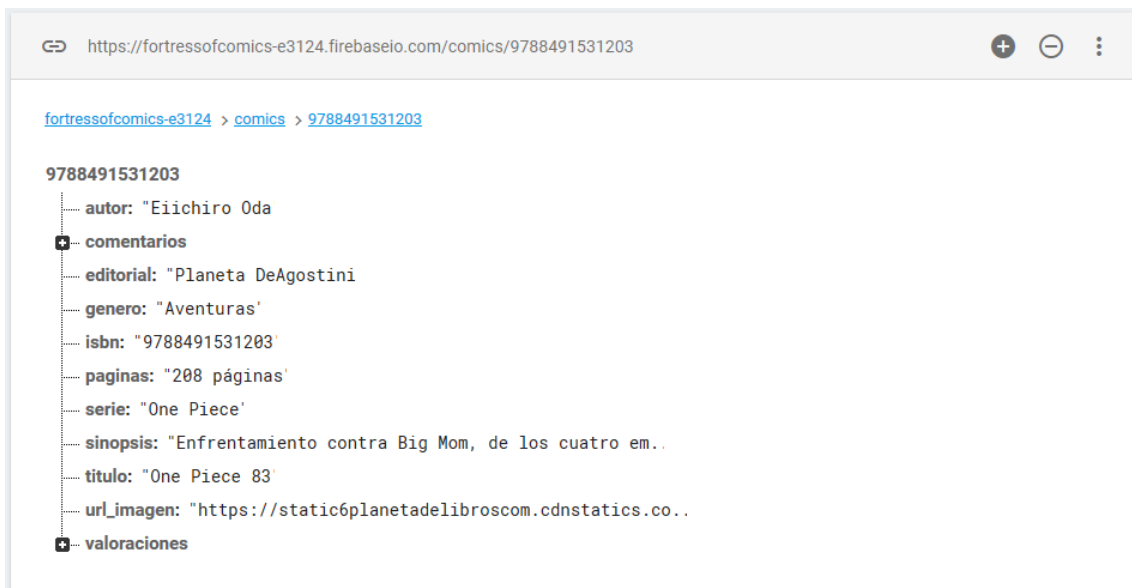 https://fortressofcomics-e3124.firebaseio.com/comics/9788491531203
fortressofcomics-e3124 > comics > 9788491531203
9788491531203
autor: "Eiichiro Oda
comentarios
editorial: "Planeta DeAgostini
genero: "Aventuras'
isbn: "9788491531203'
paginas: "208 páginas'
serie: "One Piece'
sinopsis: "Enfrentamiento contra Big Mom, de los cuatro em..
titulo: "One Piece 83'
url_imagen: "https://static6planetadelibroscom.cdnstatics.co..
valoraciones